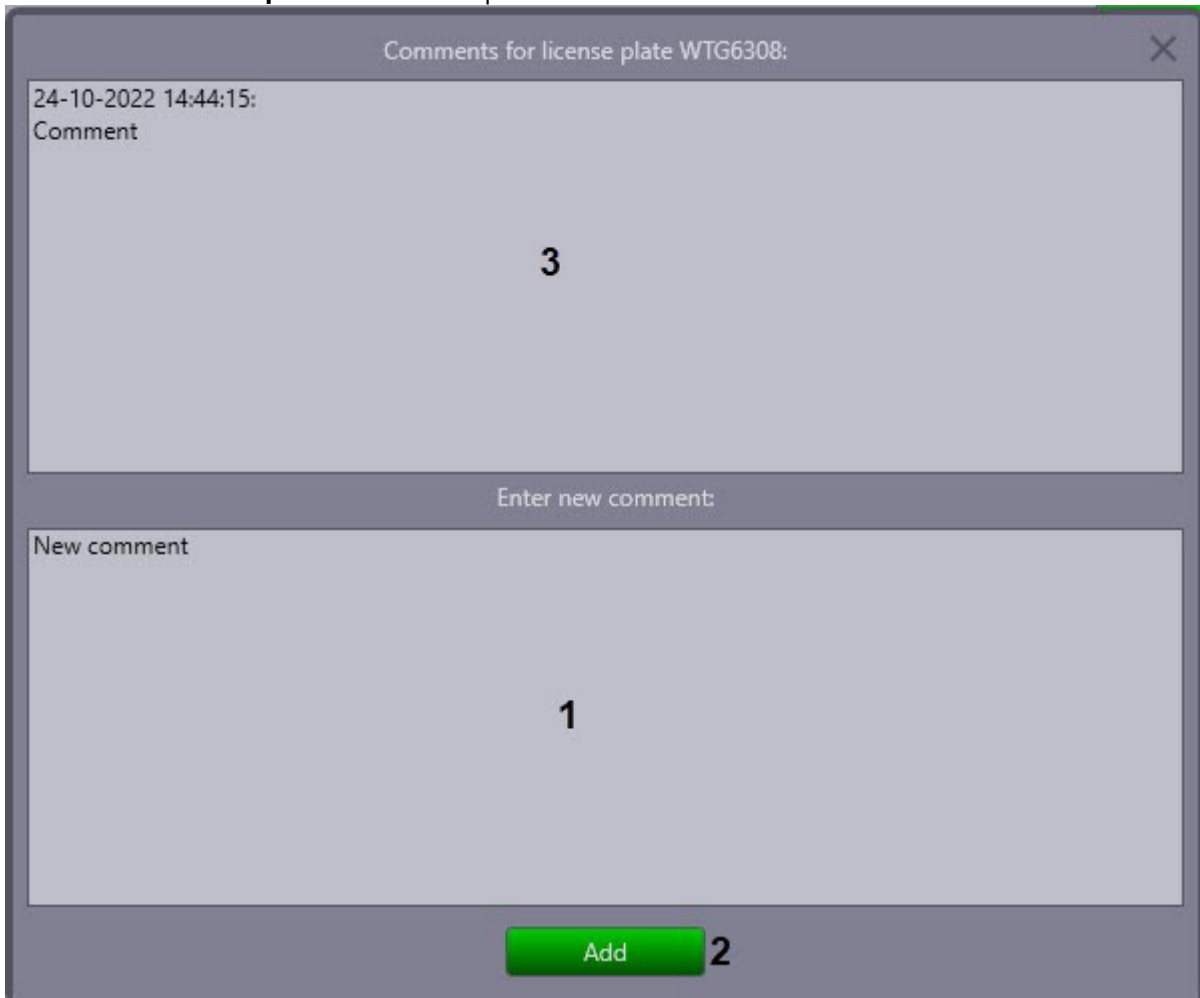 Comments for license plate WTG6308:
24-10-2022 14:44:15:
Comment
3
Enter new comment:
New comment
1
Add 2